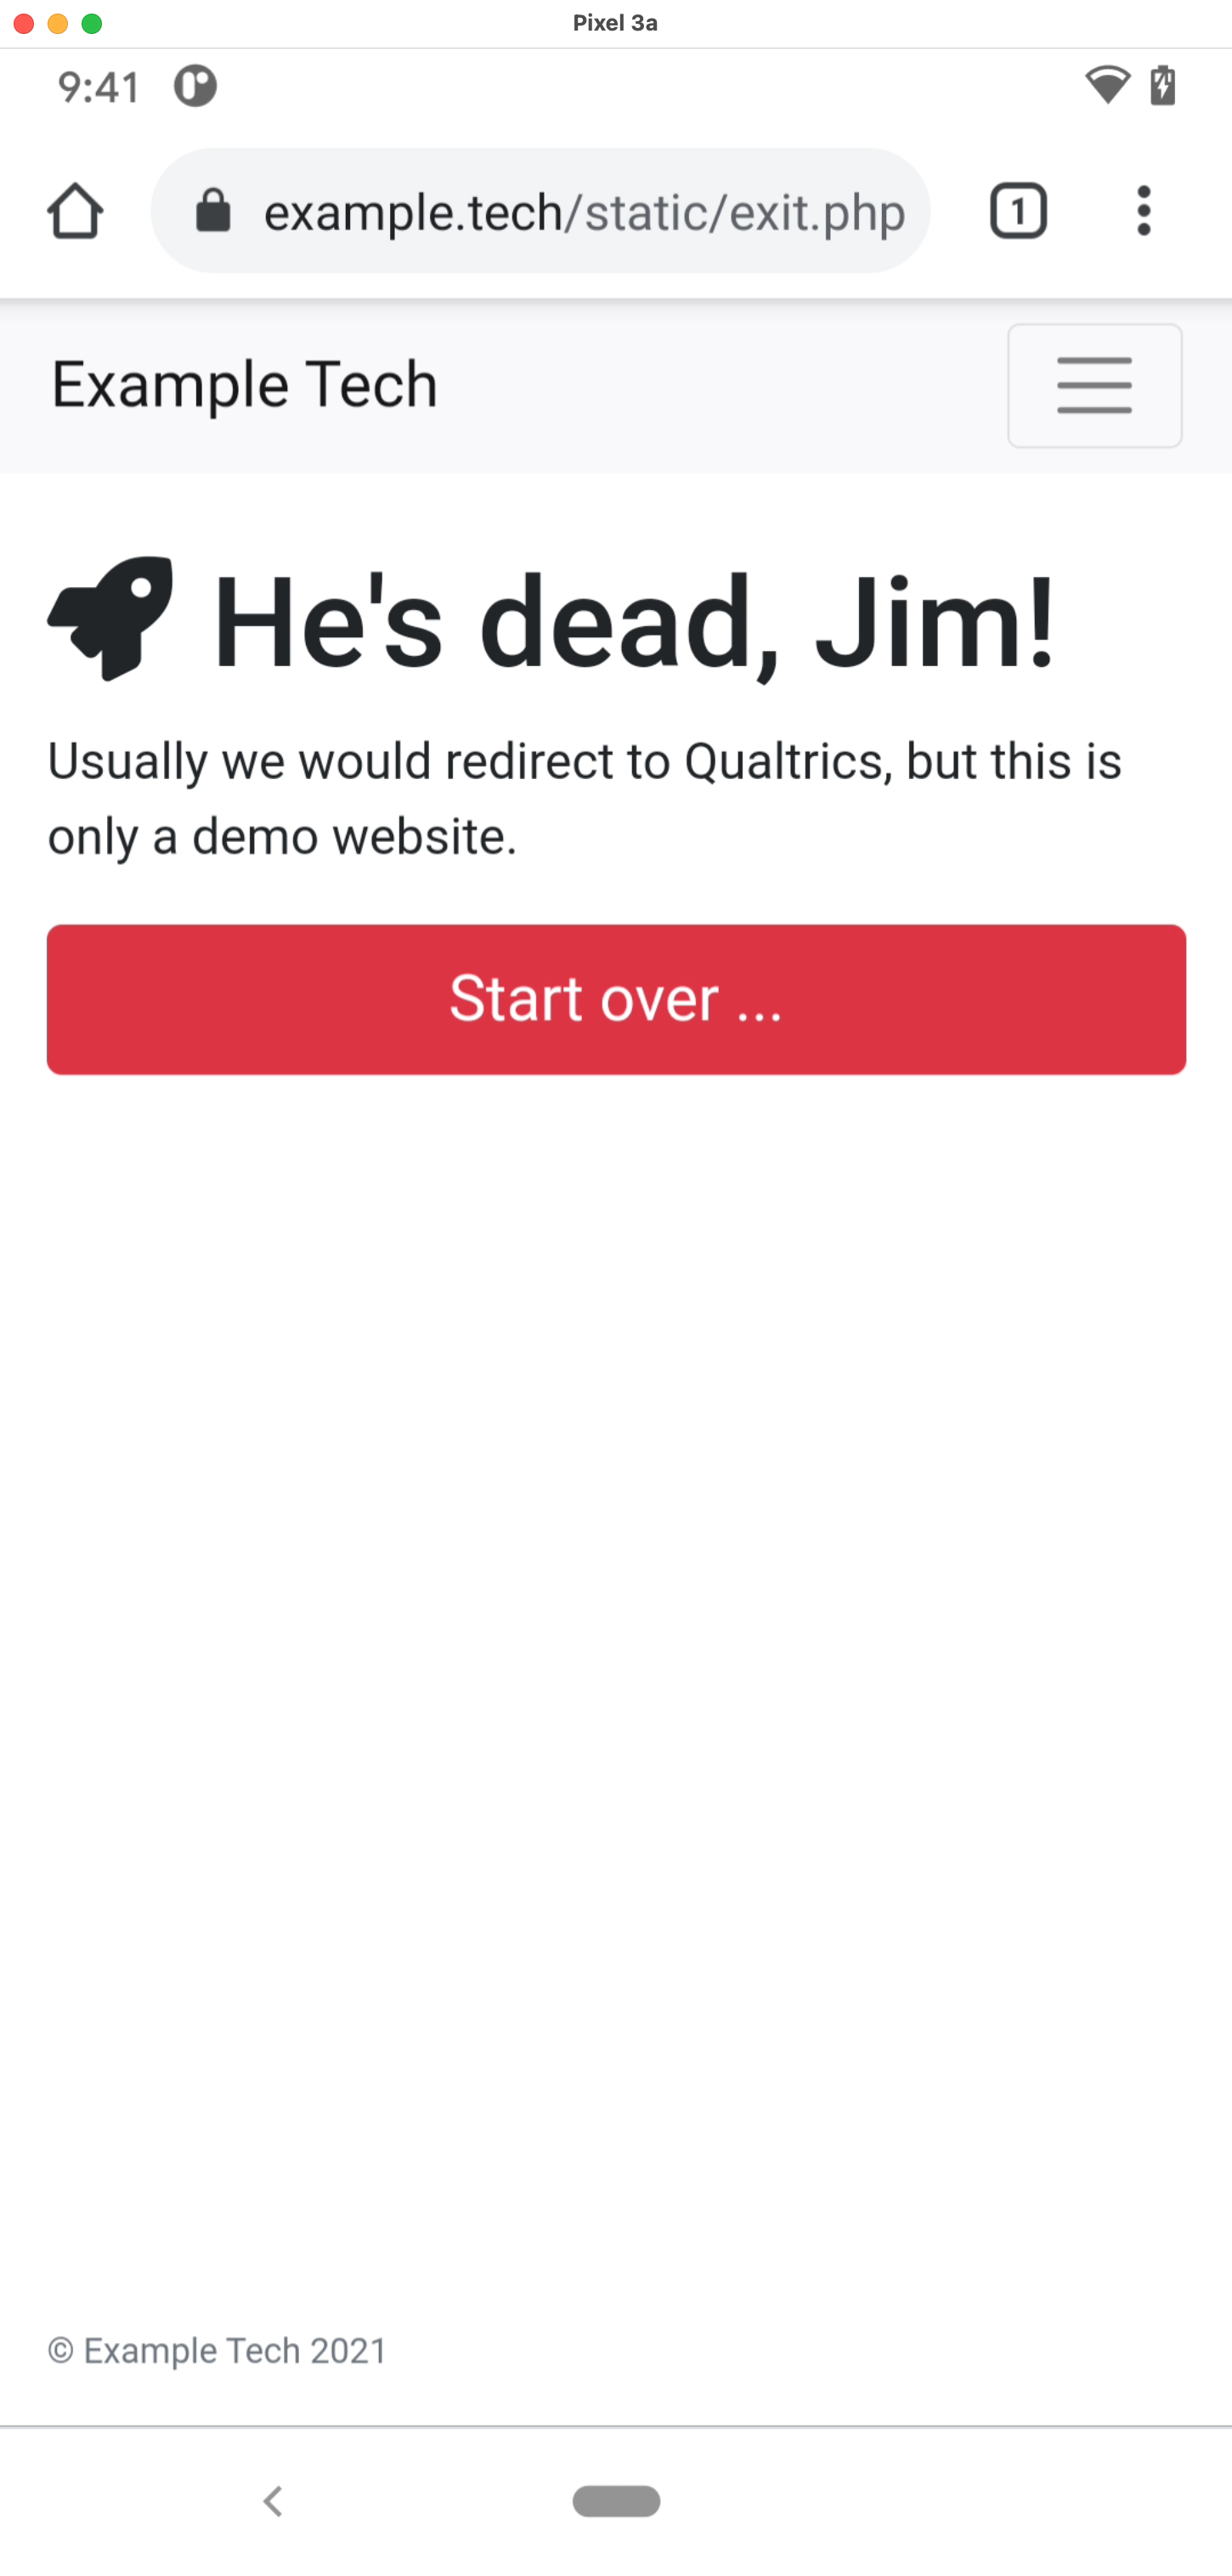 Pixel 3a
9:41
example.tech/static/exit.php
1
Example Tech
He's dead, Jim!
Usually we would redirect to Qualtrics, but this is
only a demo website.
Start over ...
© Example Tech 2021